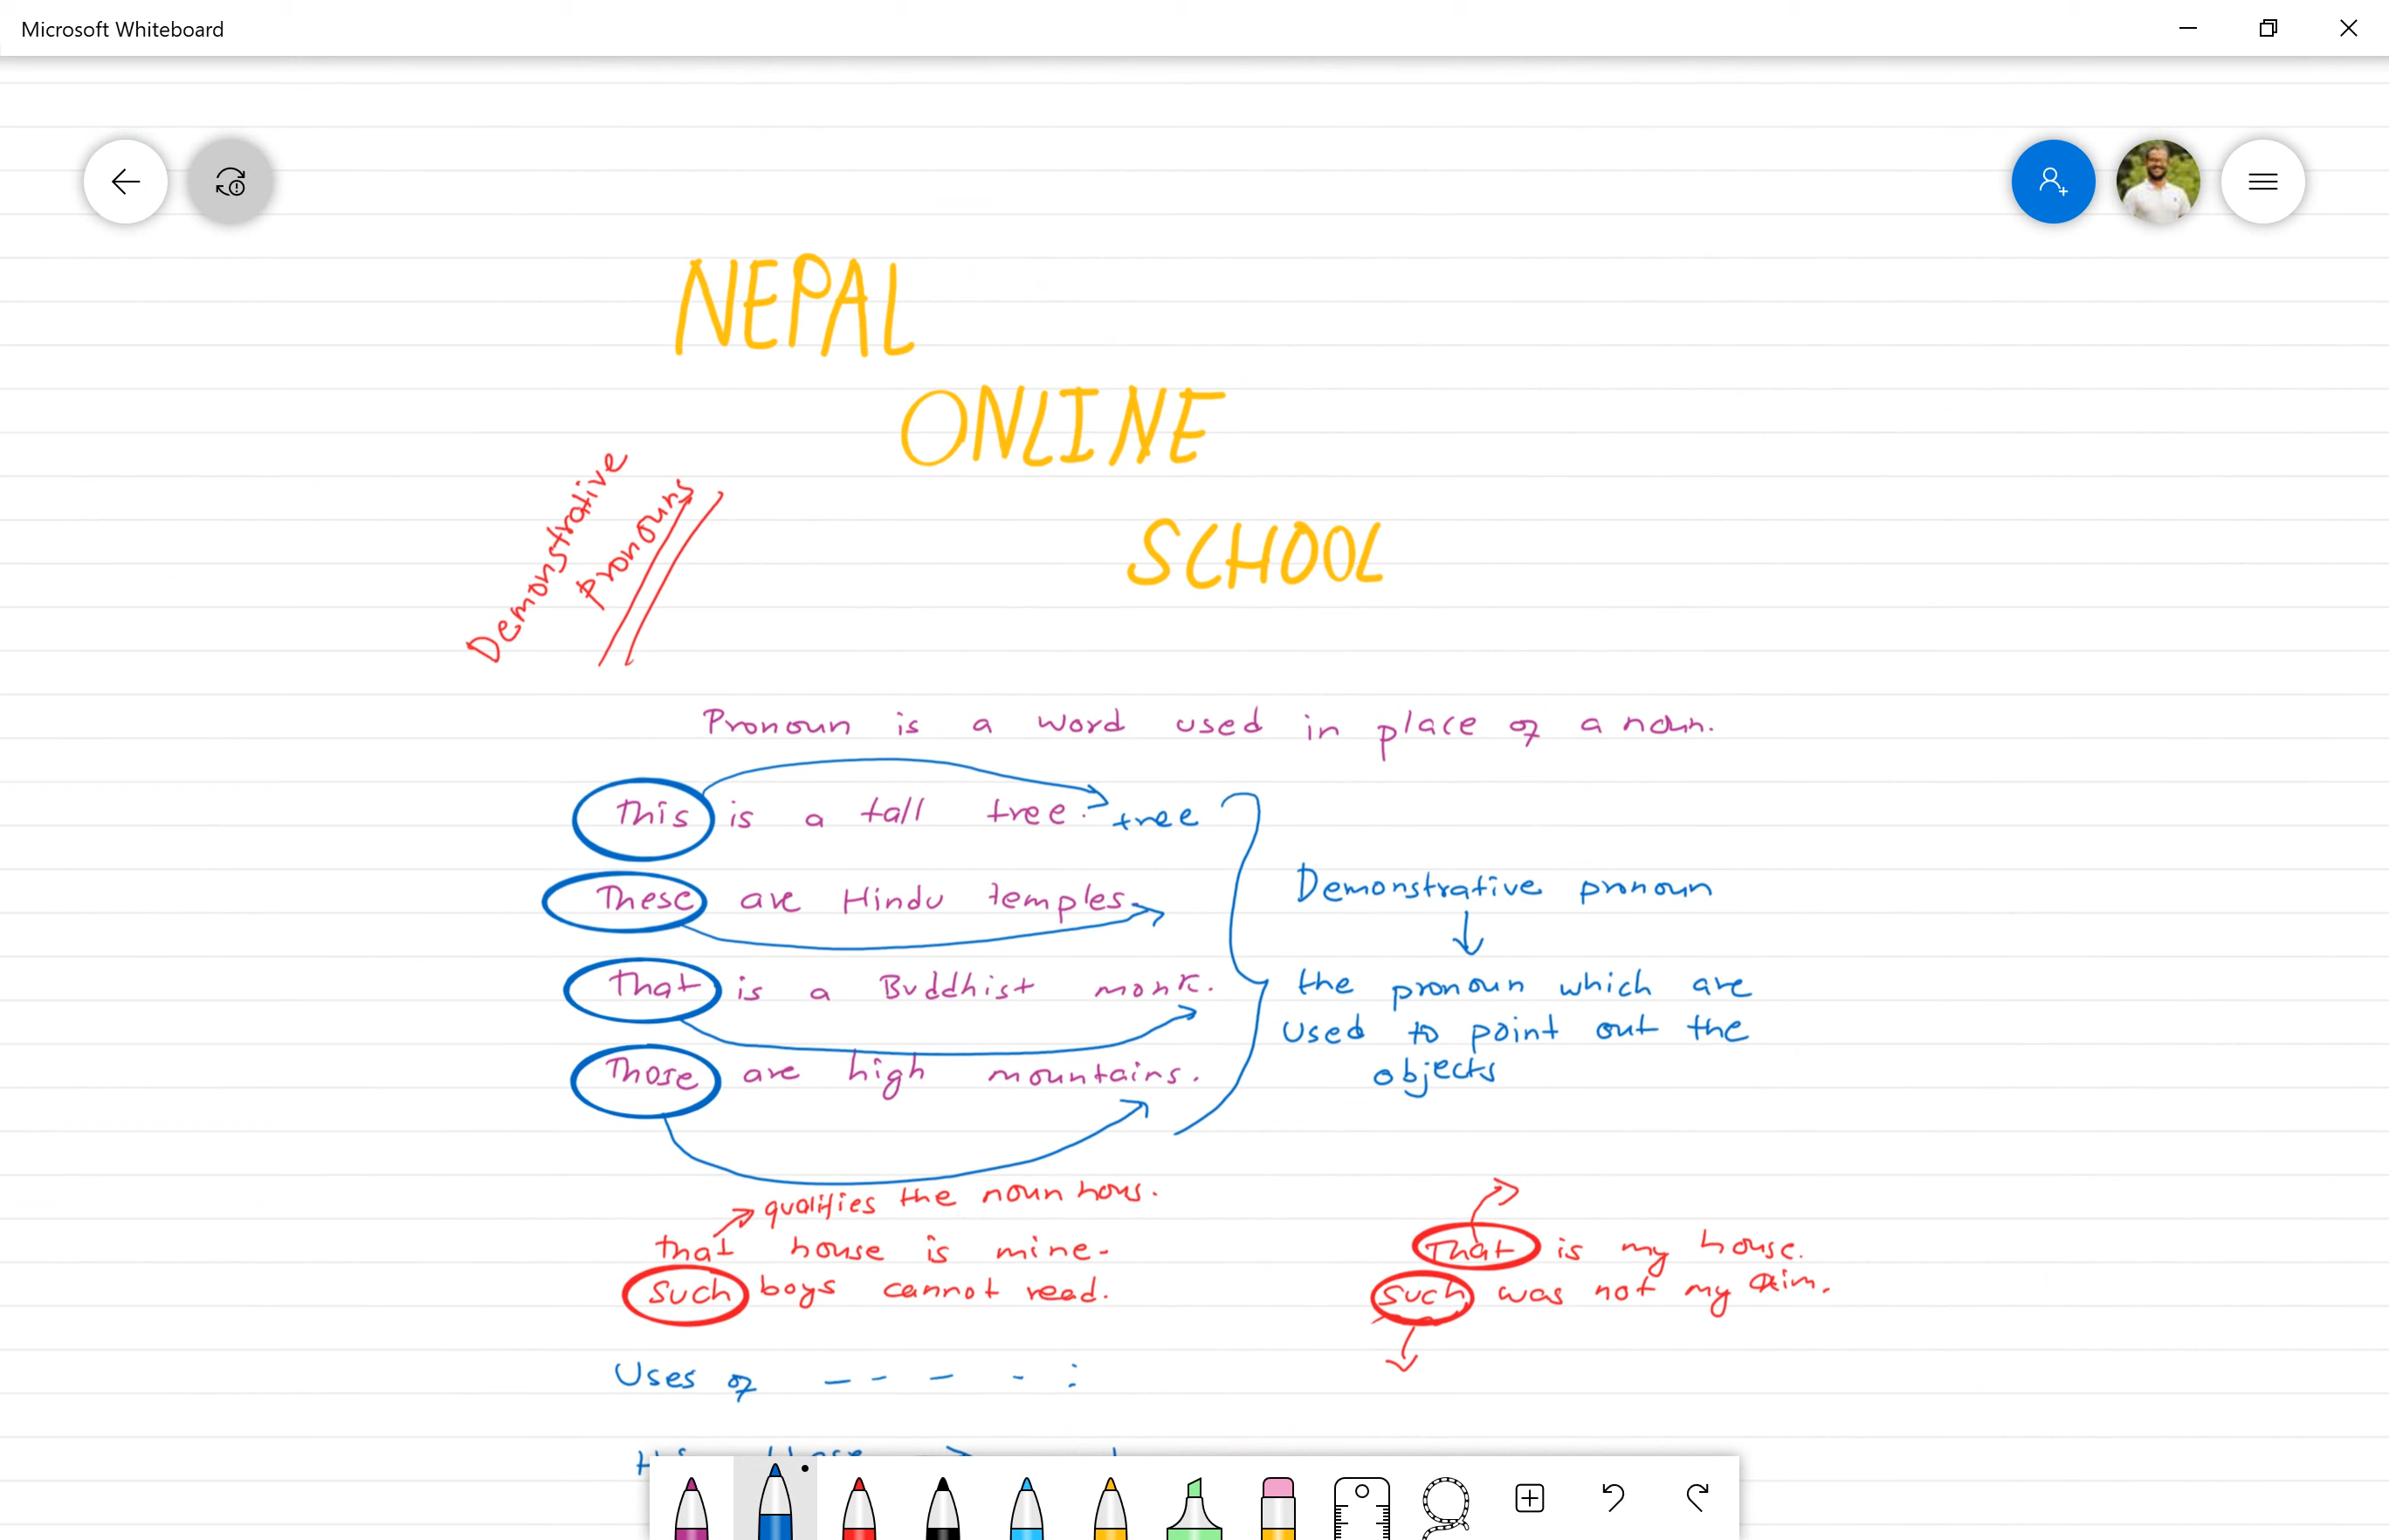 Microsoft Whiteboard
NEPAL
ONLINE
SCHOOL
Demonstrative
pronouns
Pronoun is a word used in place of a noun.
This is a tall tree. tree
These are Hindu temples
That is a Buddhist monk.
Those are high mountains.
Demonstrative pronoun
the pronoun which are
used to point out the
objects
qualifies the noun hous.
that house is mine.
Such boys cannot read.
That is my house.
such was not my aim.
Uses of - - - - :